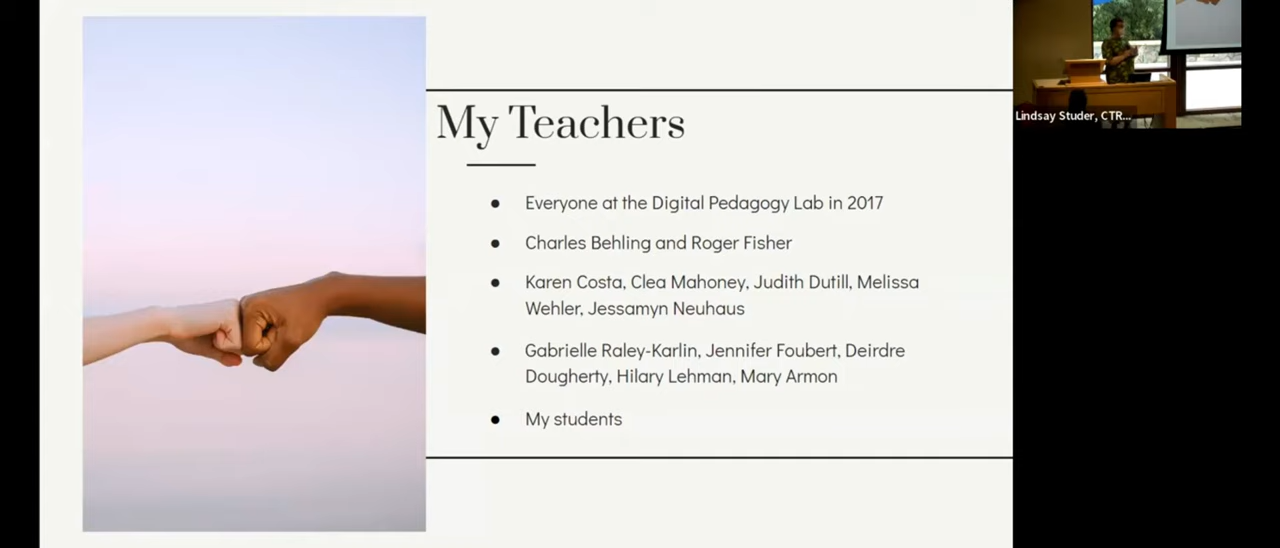 My Teachers
● Everyone at the Digital Pedagogy Lab in 2017
● Charles Behling and Roger Fisher
● Karen Costa, Clea Mahoney, Judith Dutill, Melissa
Wehler, Jessamyn Neuhaus
● Gabrielle Raley-Karlin, Jennifer Foubert, Deirdre
Dougherty, Hilary Lehman, Mary Armon
● My students
Lindsay Studer, CTR...